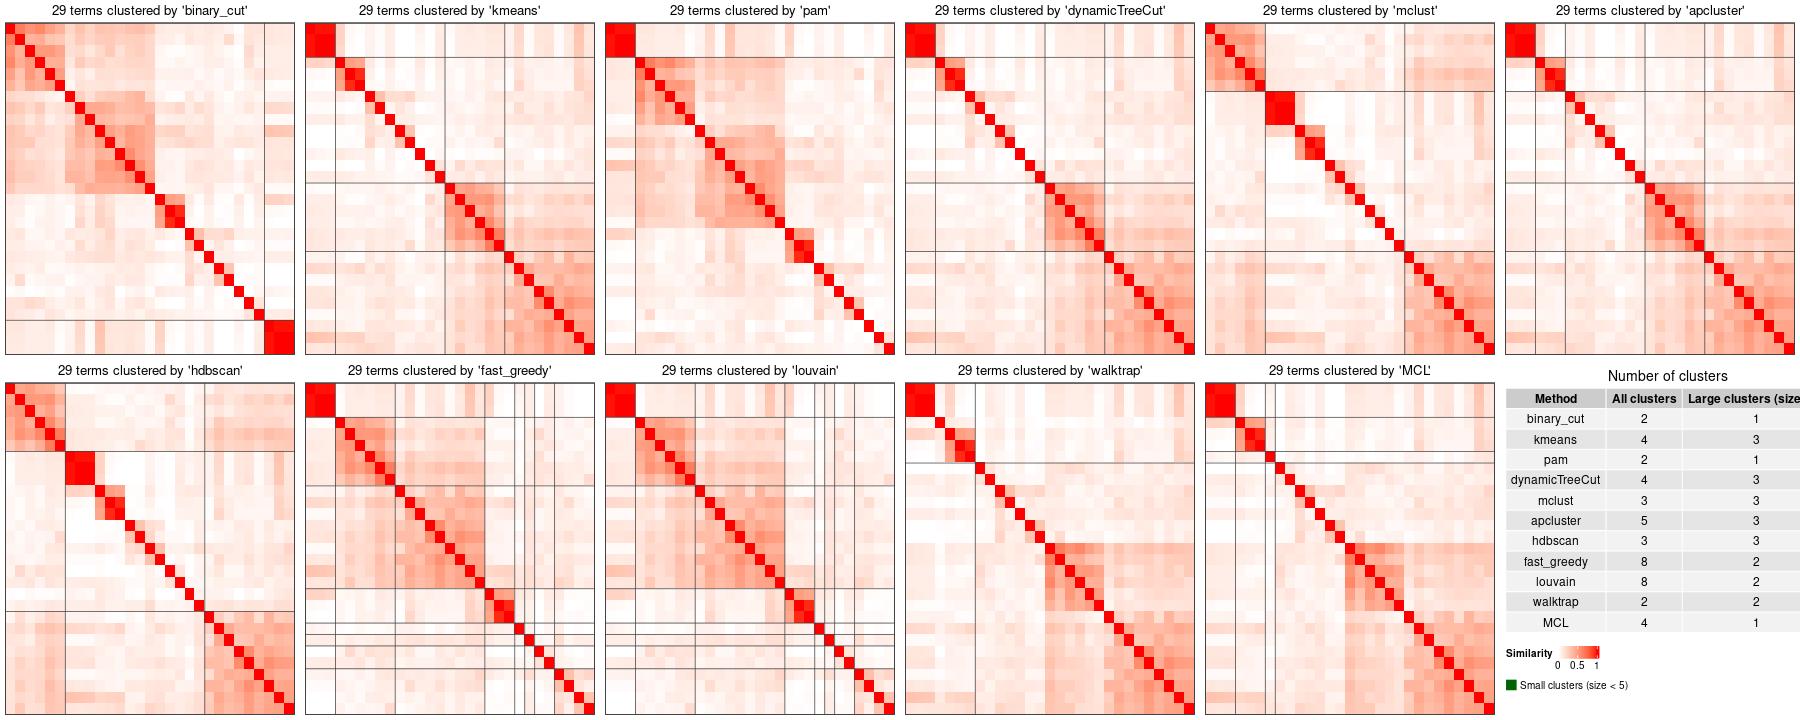 29 terms clustered by 'binary_cut'
29 terms clustered by 'kmeans'
29 terms clustered by 'pam'
29 terms clustered by 'dynamicTreeCut'
29 terms clustered by 'mclust'
29 terms clustered by 'apcluster'
29 terms clustered by 'hdbscan'
29 terms clustered by 'fast_greedy'
29 terms clustered by 'louvain'
29 terms clustered by 'walktrap'
29 terms clustered by 'MCL'
Number of clusters
Method All clusters Large clusters (size
binary_cut 2 1
kmeans 4 3
pam 2 1
dynamicTreeCut 4 3
mclust 3 3
apcluster 5 3
hdbscan 3 3
fast_greedy 8 2
louvain 8 2
walktrap 2 2
MCL 4 1
Similarity
0 0.5 1
Small clusters (size < 5)